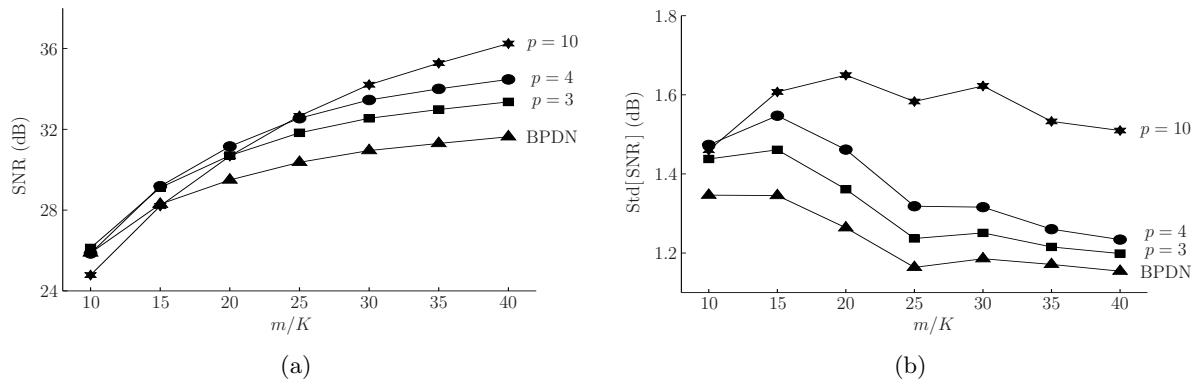 36
32
28
24
SNR (dB)
10 15 20 25 30 35 40
m/K
p = 10
p = 4
p = 3
BPDN
(a)
1.8
1.6
1.4
1.2
Std[SNR] (dB)
10 15 20 25 30 35 40
m/K
p = 10
p = 4
p = 3
BPDN
(b)